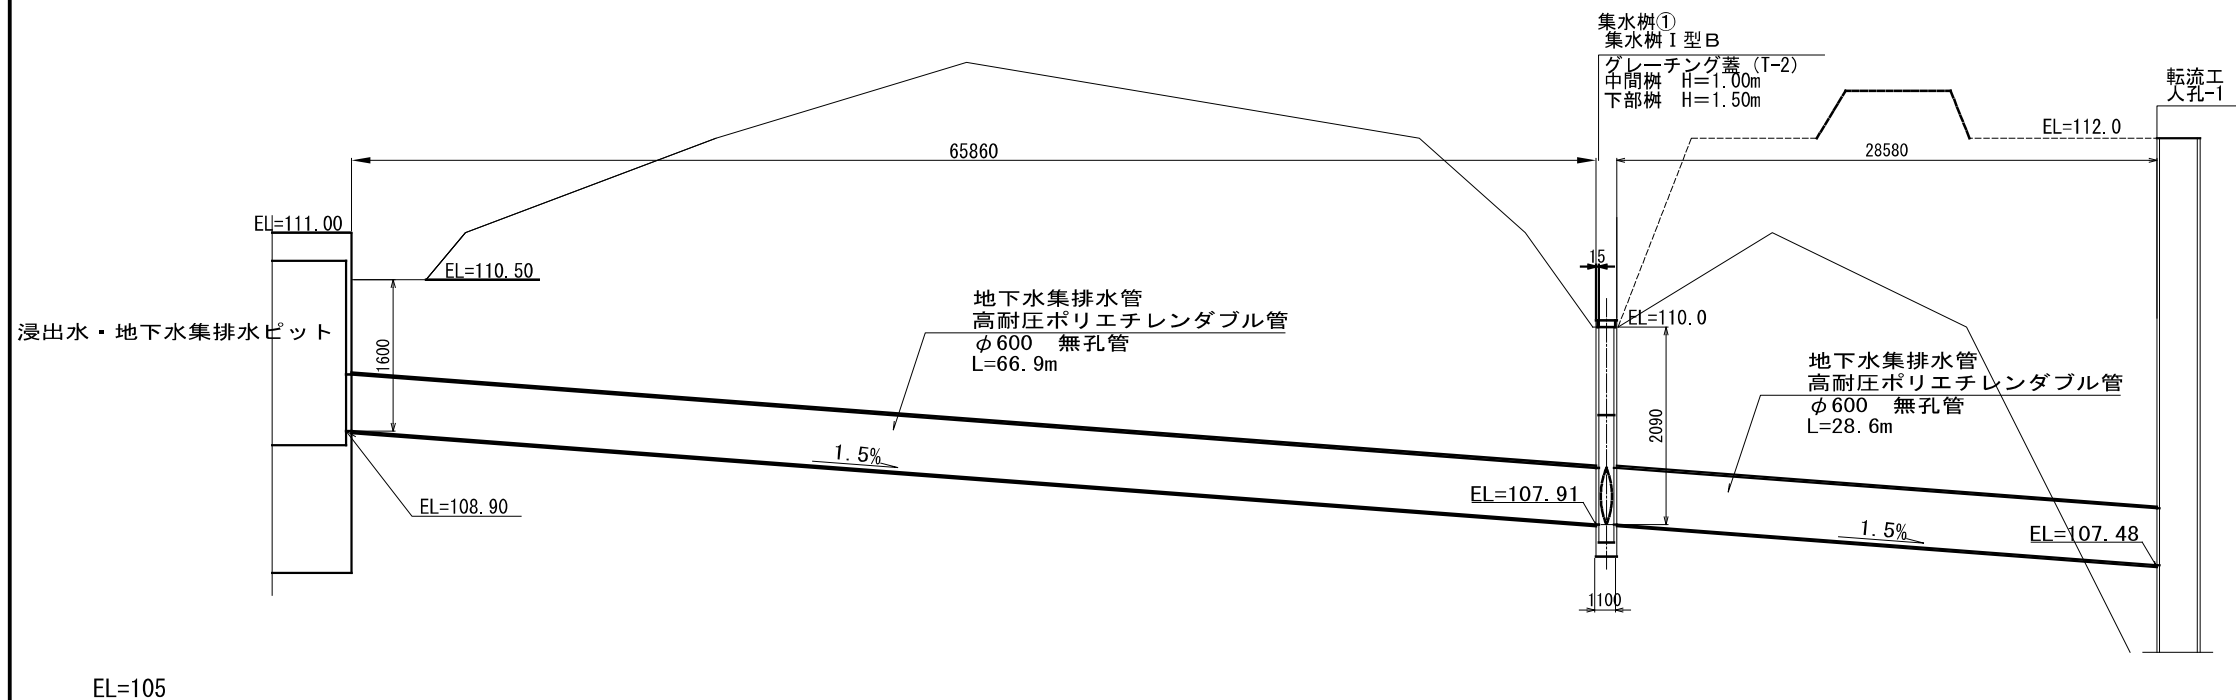 集水桝①
集水桝Ⅰ型B
グレーチング蓋 (T-2)
中間桝 H=1.00m
下部桝 H=1.50m
転流工
人孔-1
EL=112.0
65860
28580
EL=111.00
EL=110.50
15
EL=110.0
浸出水・地下水集排水ピット
1600
地下水集排水管
高耐圧ポリエチレンダブル管
φ600 無孔管
L=66.9m
地下水集排水管
高耐圧ポリエチレンダブル管
φ600 無孔管
L=28.6m
2090
1.5%
EL=108.90
EL=107.91
1.5%
EL=107.48
1100
EL=105